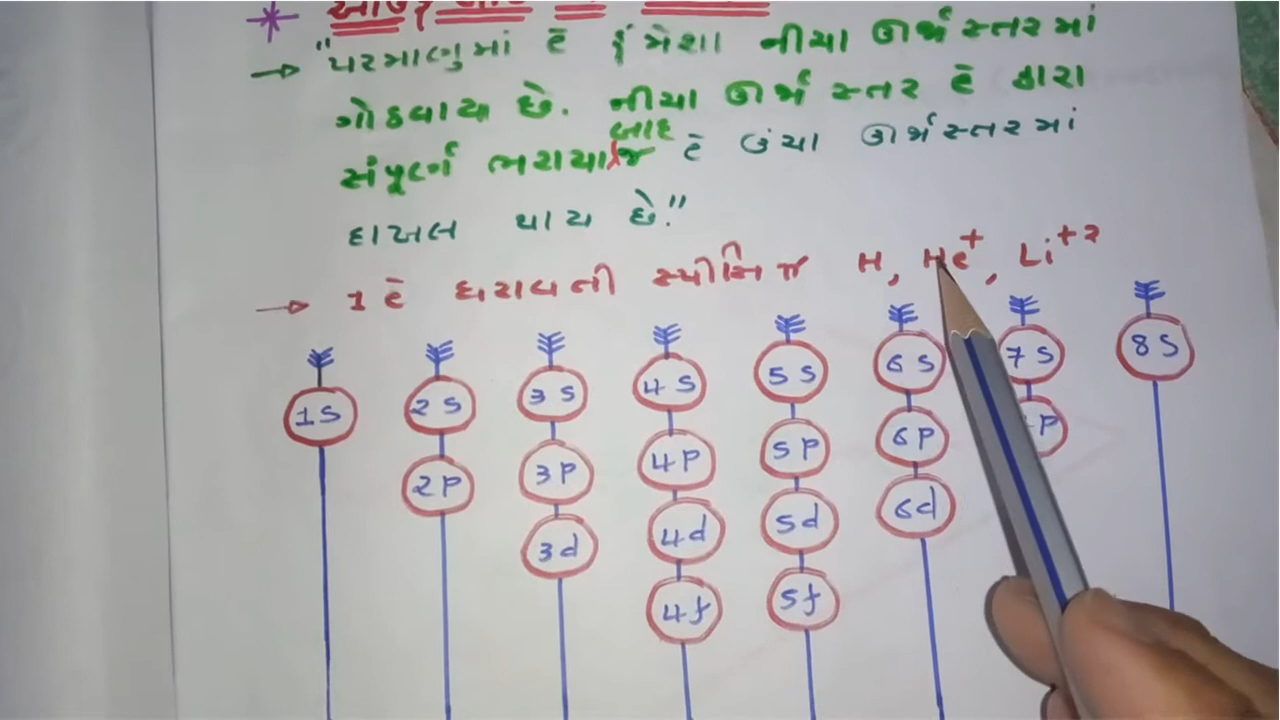 "પરમાણુમાં ē હંમેશા નીચા ઊર્જાસ્તરમાં
ગોઠવાય છે. નીચા ઊર્જાસ્તર ē દ્વારા
સંપૂર્ણ ભરાયા બાદ જ ē ઉંચા ઊર્જાસ્તરમાં
દાખલ થાય છે."
1 ē ધરાવતી સ્પીસિઝ H, He⁺, Li⁺²
1S 2S 3S 4S 5S 6S 7S 8S
2P 3P 4P 5P 6P P
3d 4d 5d 6d
4f 5f